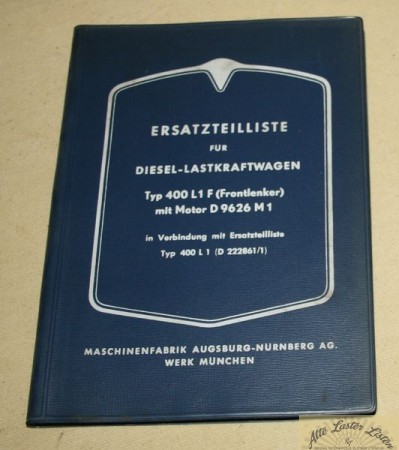 ERSATZTEILLISTE
FÜR
DIESEL-LASTKRAFTWAGEN
Typ 400 L1 F (Frontlenker)
mit Motor D 9626 M 1
in Verbindung mit Ersatzteilliste
Typ 400 L 1 (D 222861/1)
MASCHINENFABRIK AUGSBURG-NÜRNBERG AG.
WERK MÜNCHEN
Alte Laster Listen